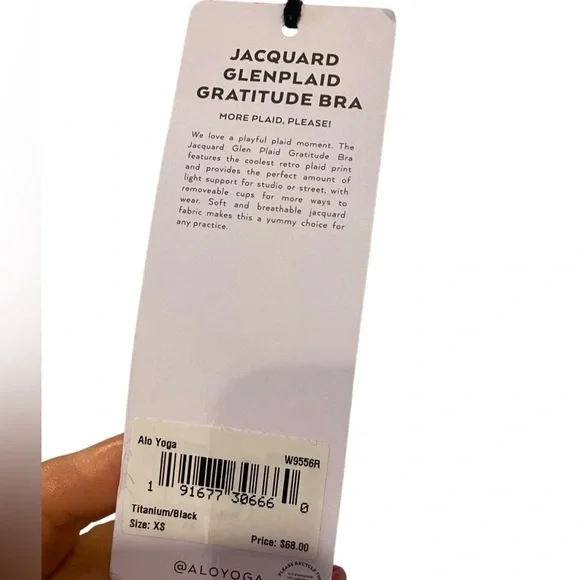 JACQUARD
GLENPLAID
GRATITUDE BRA
MORE PLAID, PLEASE!
We love a playful plaid moment. The
Jacquard Glen Plaid Gratitude Bra
features the coolest retro plaid print
and provides the perfect amount of
light support for studio or street, with
removeable cups for more ways to
wear. Soft and breathable jacquard
fabric makes this a yummy choice for
any practice.
Alo Yoga W9556R
1 91677 30666 0
Titanium/Black
Size: XS
Price: $68.00
@ALOYOGA
PLEASE RECYCLE